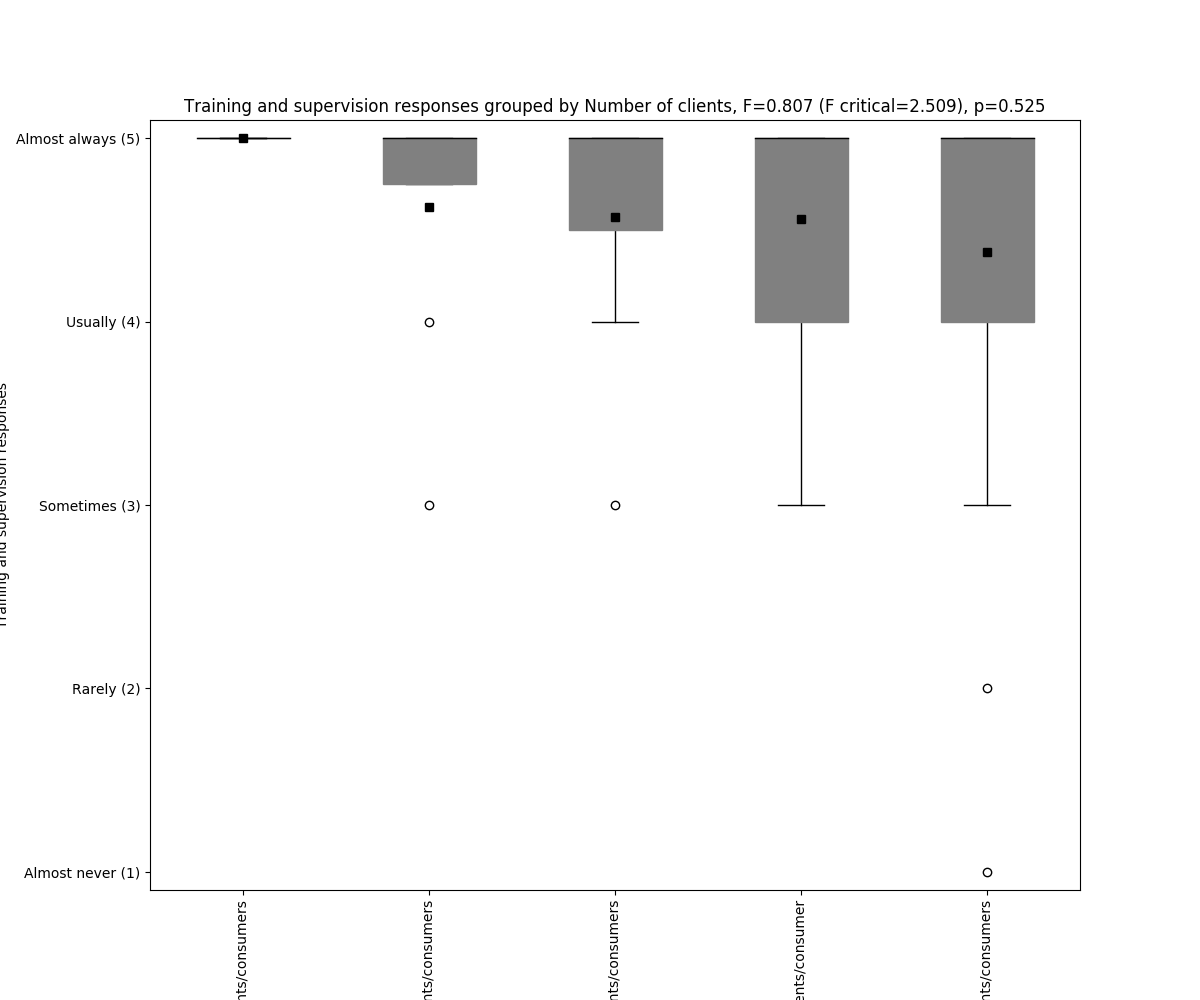 Training and supervision responses grouped by Number of clients, F=0.807 (F critical=2.509), p=0.525
Almost always (5)
Usually (4)
Sometimes (3)
Rarely (2)
Almost never (1)
Training and supervision responses
nts/consumers
nts/consumers
nts/consumers
ents/consumer
nts/consumers